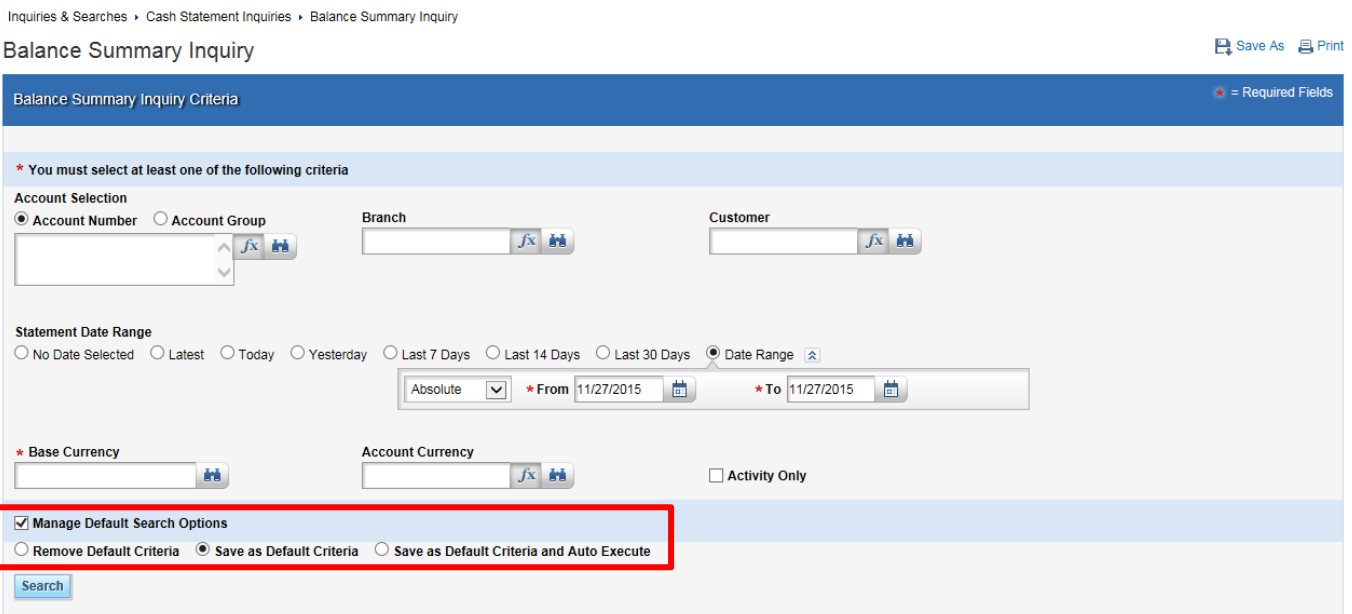 Inquiries & Searches ▸ Cash Statement Inquiries ▸ Balance Summary Inquiry
Balance Summary Inquiry
Save As Print
Balance Summary Inquiry Criteria
* = Required Fields
* You must select at least one of the following criteria
Account Selection
Account Number Account Group Branch Customer
fx fx fx
Statement Date Range
No Date Selected Latest Today Yesterday Last 7 Days Last 14 Days Last 30 Days Date Range
Absolute * From 11/27/2015 * To 11/27/2015
* Base Currency Account Currency
fx Activity Only
Manage Default Search Options
Remove Default Criteria Save as Default Criteria Save as Default Criteria and Auto Execute
Search